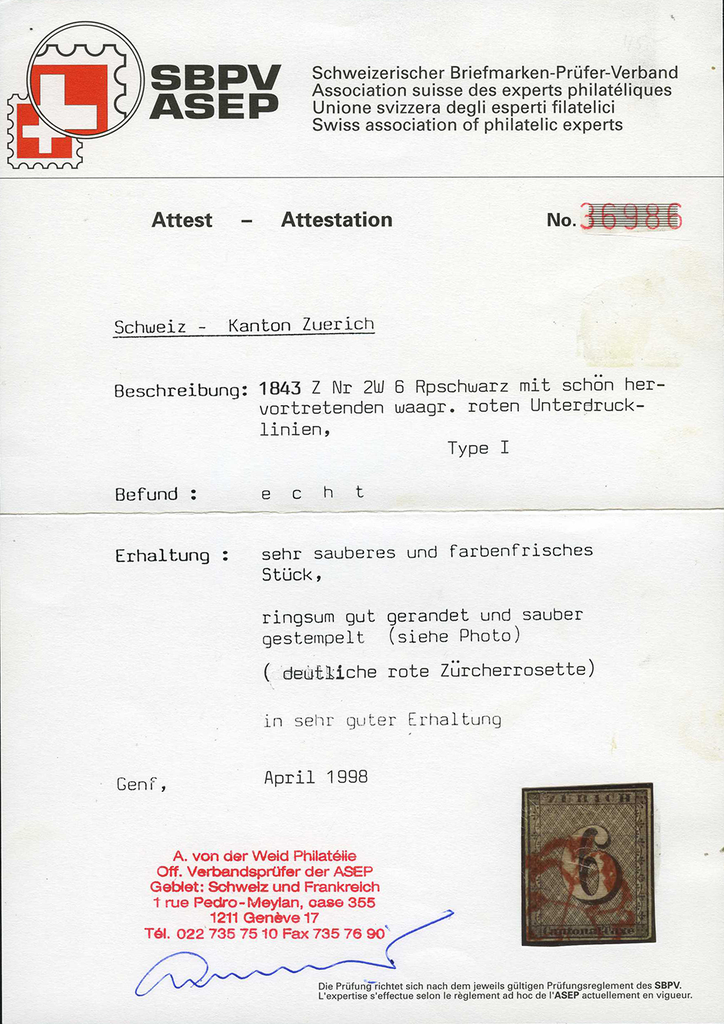 SBPV
ASEP
Schweizerischer Briefmarken-Prüfer-Verband
Association suisse des experts philatéliques
Unione svizzera degli esperti filatelici
Swiss association of philatelic experts
Attest – Attestation No. 36986
Schweiz - Kanton Zuerich
Beschreibung: 1843 Z Nr 2W 6 Rpschwarz mit schön her-
vortretenden waagr. roten Unterdruck-
linien,
Type I
Befund : e c h t
Erhaltung : sehr sauberes und farbenfrisches
Stück,
ringsum gut gerandet und sauber
gestempelt (siehe Photo)
( deutliche rote Zürcherrosette)
in sehr guter Erhaltung
Genf, April 1998
ZURICH
6
Cantonal-Taxe
A. von der Weid Philatélie
Off. Verbandsprüfer der ASEP
Gebiet: Schweiz und Frankreich
1 rue Pedro-Meylan, case 355
1211 Genève 17
Tél. 022 735 75 10 Fax 735 76 90
Die Prüfung richtet sich nach dem jeweils gültigen Prüfungsreglement des SBPV.
L'expertise s'effectue selon le règlement ad hoc de l'ASEP actuellement en vigueur.